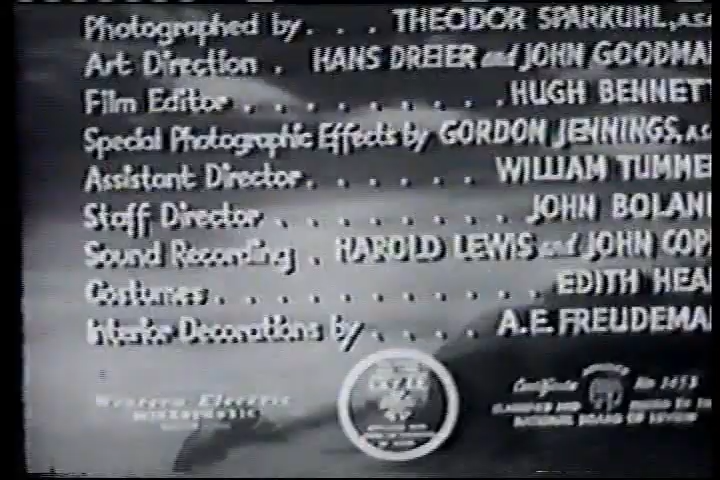 Photographed by . . . THEODOR SPARKUHL, A.S.
Art Direction . HANS DREIER and JOHN GOODMA
Film Editor . . . . . . . . . HUGH BENNET
Special Photographic Effects by GORDON JENNINGS, A.S.
Assistant Director . . . . . . WILLIAM TUMME
Staff Director . . . . . . . . . JOHN BOLAN
Sound Recording . HAROLD LEWIS and JOHN COP
Costumes . . . . . . . . . . . EDITH HEA
Interior Decorations by . . . . A.E. FREUDEMA
Western Electric
Certificate No
NATIONAL BOARD OF REVIEW